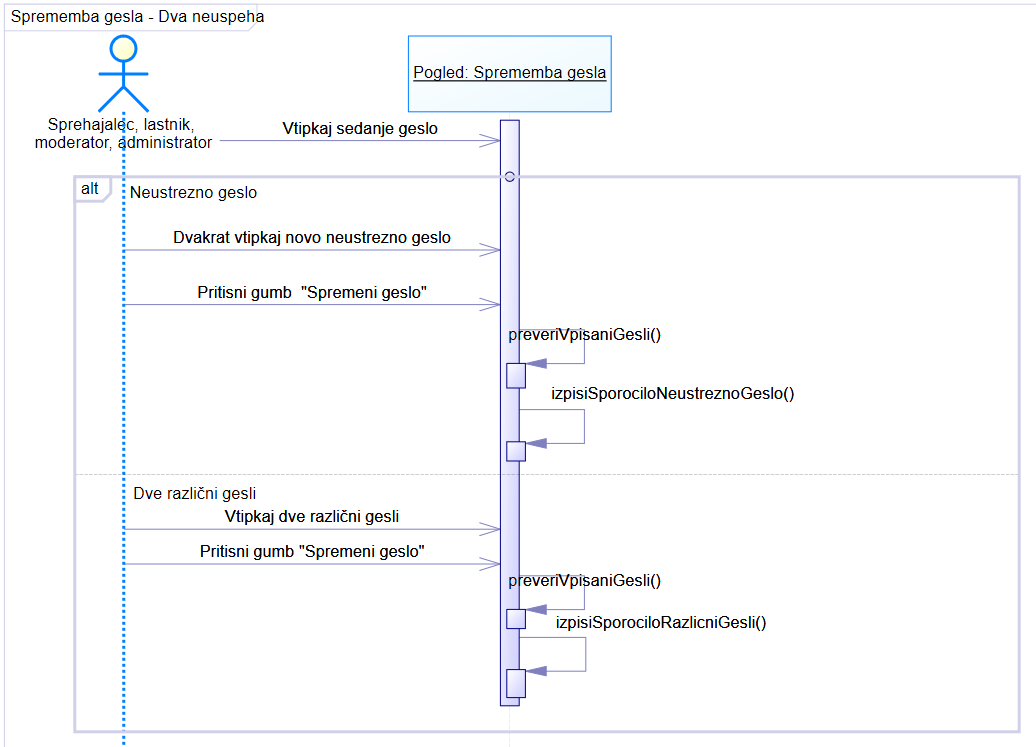 Sprememba gesla - Dva neuspeha
Pogled: Sprememba gesla
Sprehajalec, lastnik,
moderator, administrator
Vtipkaj sedanje geslo
alt
Neustrezno geslo
Dvakrat vtipkaj novo neustrezno geslo
Pritisni gumb  "Spremeni geslo"
preveriVpisaniGesli()
izpisiSporociloNeustreznoGeslo()
Dve različni gesli
Vtipkaj dve različni gesli
Pritisni gumb "Spremeni geslo"
preveriVpisaniGesli()
izpisiSporociloRazlicniGesli()